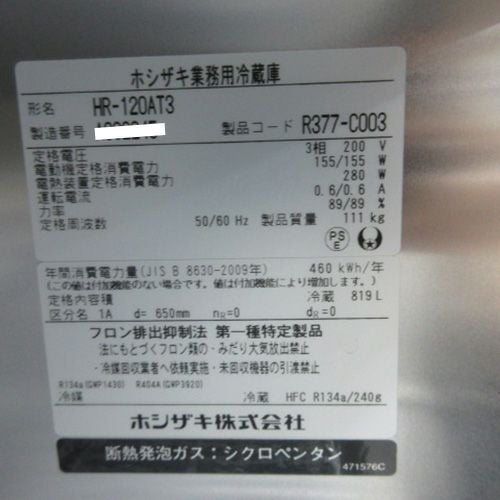 ホシザキ業務用冷蔵庫
形名 HR-120AT3
製造番号
製品コード R377-C003
定格電圧 3相 200 V
電動機定格消費電力 155/155 W
電熱装置定格消費電力 280 W
運転電流 0.6/0.6 A
力率 89/89 %
定格周波数 50/60 Hz 製品質量 111 kg
PS
E
年間消費電力量(JIS B 8630-2009年) 460 kWh/年
(この値は付加機能のない場合です。値は付加機能により増加します。)
定格内容積 冷蔵 819L
区分名 1A d= 650mm nR=0 dR=0
フロン排出抑制法 第一種特定製品
法にもとづくフロン類の・みだり大気放出禁止
・冷媒回収業者へ依頼実施・未回収機器の引渡禁止
R134a(GWP1430) R404A(GWP3920)
冷媒 冷蔵 HFC R134a/240g
ホシザキ株式会社
断熱発泡ガス:シクロペンタン
471576C